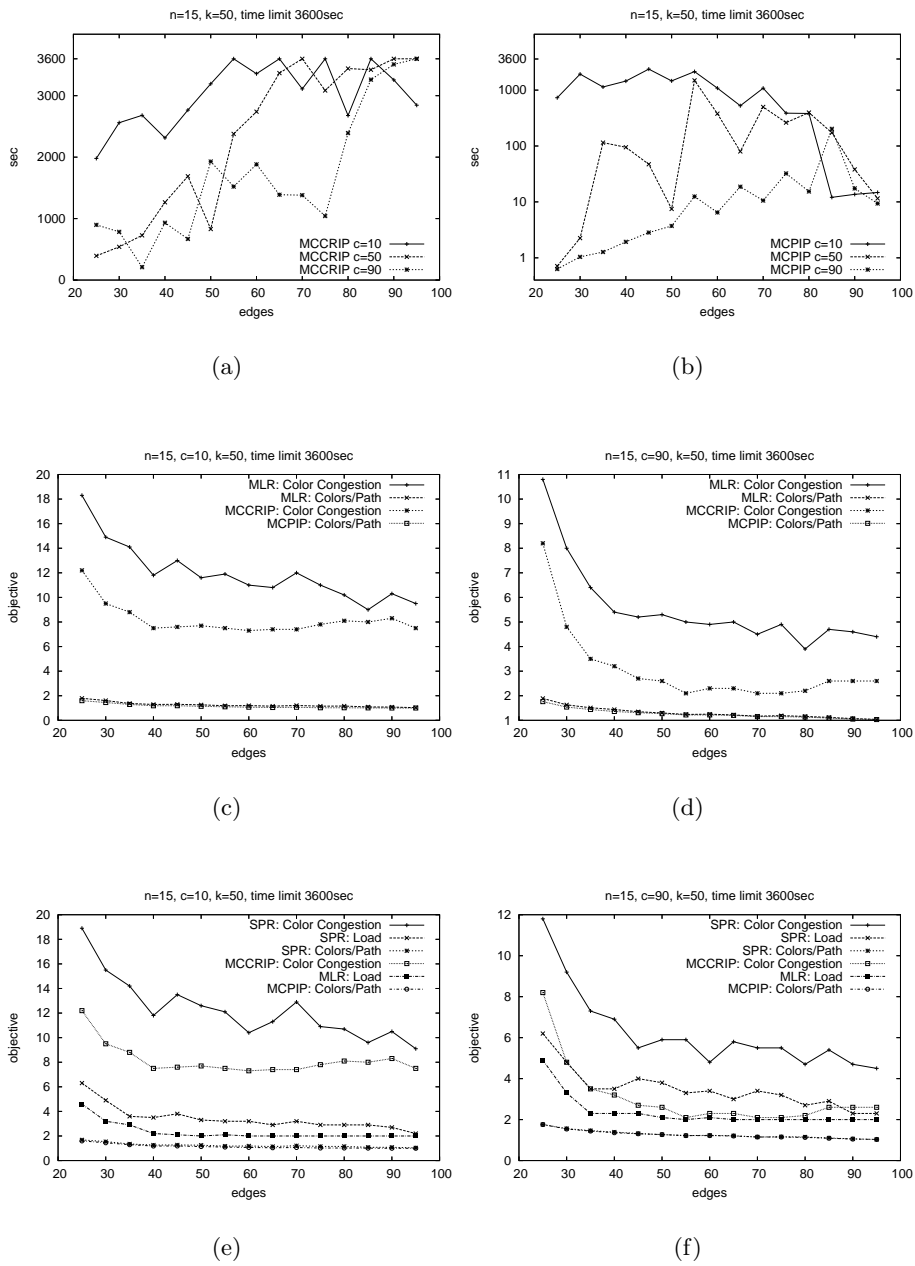 n=15, k=50, time limit 3600sec
3600
3000
2000
1000
0
sec
20 30 40 50 60 70 80 90 100
edges
MCCRIP c=10
MCCRIP c=50
MCCRIP c=90
(a)
n=15, k=50, time limit 3600sec
3600
1000
100
10
1
sec
20 30 40 50 60 70 80 90 100
edges
MCPIP c=10
MCPIP c=50
MCPIP c=90
(b)
n=15, c=10, k=50, time limit 3600sec
20
18
16
14
12
10
8
6
4
2
0
objective
20 30 40 50 60 70 80 90 100
edges
MLR: Color Congestion
MLR: Colors/Path
MCCRIP: Color Congestion
MCPIP: Colors/Path
(c)
n=15, c=90, k=50, time limit 3600sec
11
10
9
8
7
6
5
4
3
2
1
objective
20 30 40 50 60 70 80 90 100
edges
MLR: Color Congestion
MLR: Colors/Path
MCCRIP: Color Congestion
MCPIP: Colors/Path
(d)
n=15, c=10, k=50, time limit 3600sec
20
18
16
14
12
10
8
6
4
2
0
objective
20 30 40 50 60 70 80 90 100
edges
SPR: Color Congestion
SPR: Load
SPR: Colors/Path
MCCRIP: Color Congestion
MLR: Load
MCPIP: Colors/Path
(e)
n=15, c=90, k=50, time limit 3600sec
12
10
8
6
4
2
0
objective
20 30 40 50 60 70 80 90 100
edges
SPR: Color Congestion
SPR: Load
SPR: Colors/Path
MCCRIP: Color Congestion
MLR: Load
MCPIP: Colors/Path
(f)